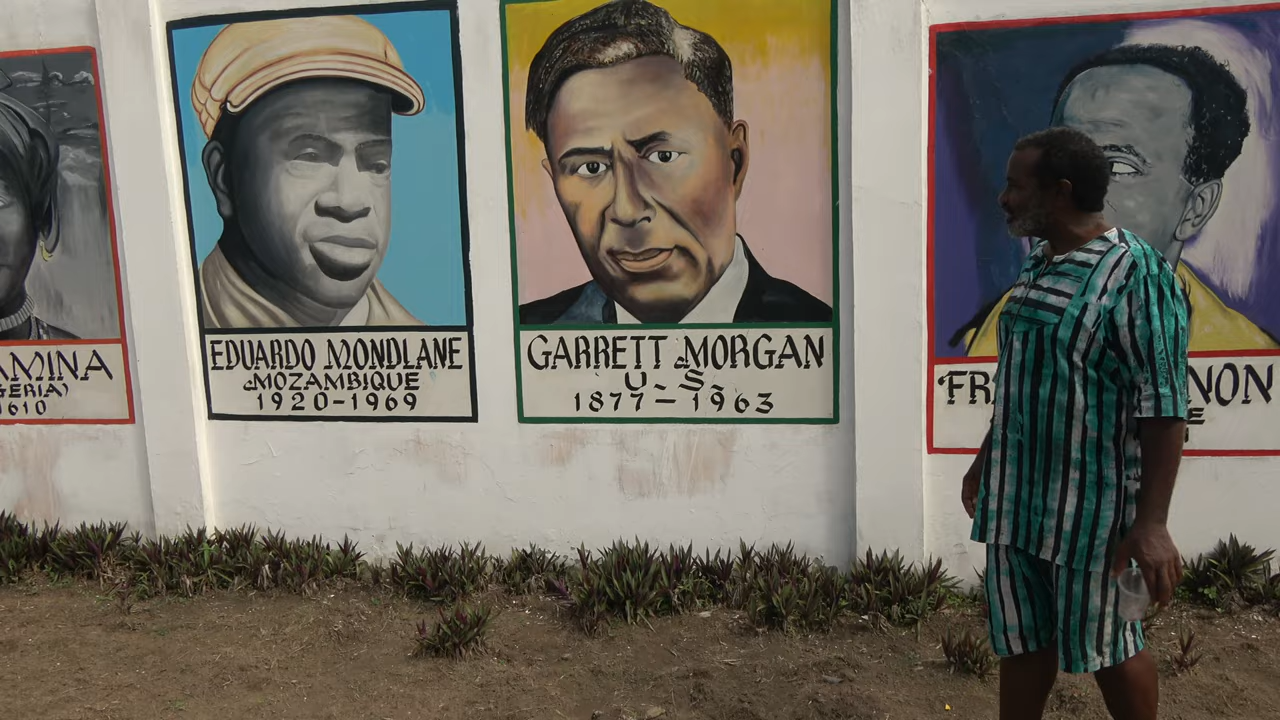 AMINA
GERIA)
1610
EDUARDO MONDLANE
MOZAMBIQUE
1920-1969
GARRETT MORGAN
U.S.
1877-1963
FR NON
E